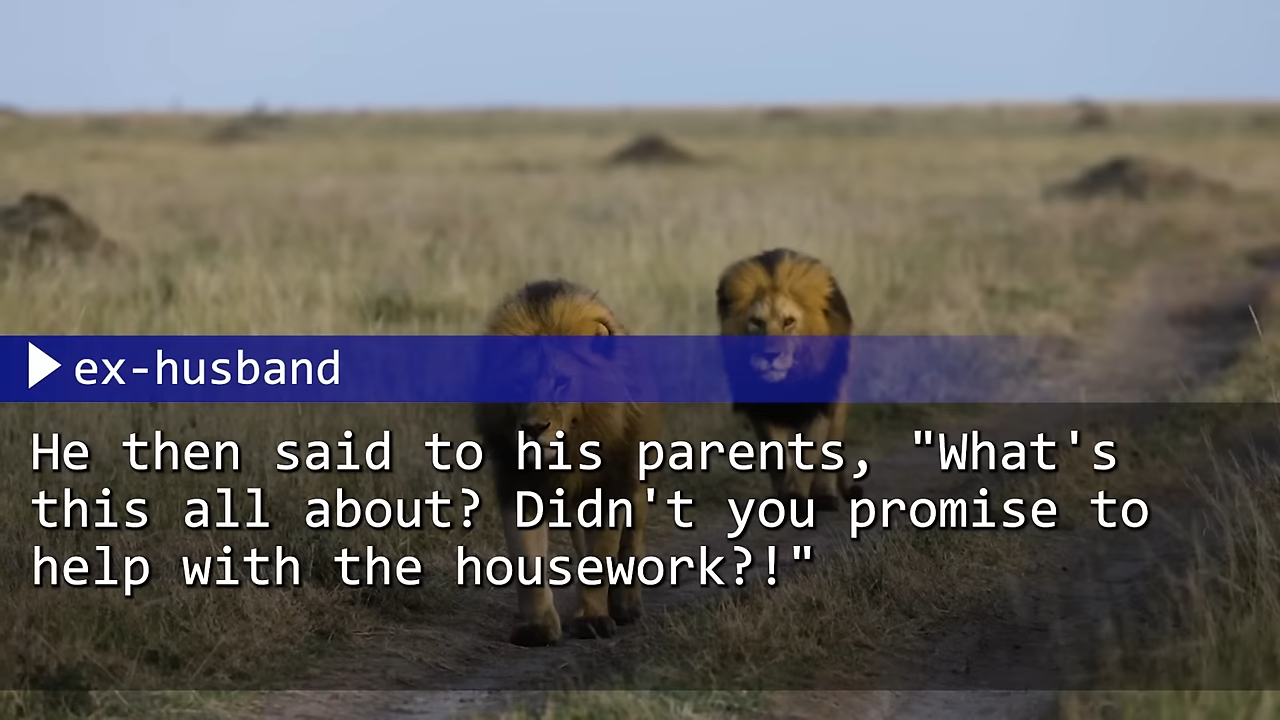 ex-husband
He then said to his parents, "What's
this all about? Didn't you promise to
help with the housework?!"